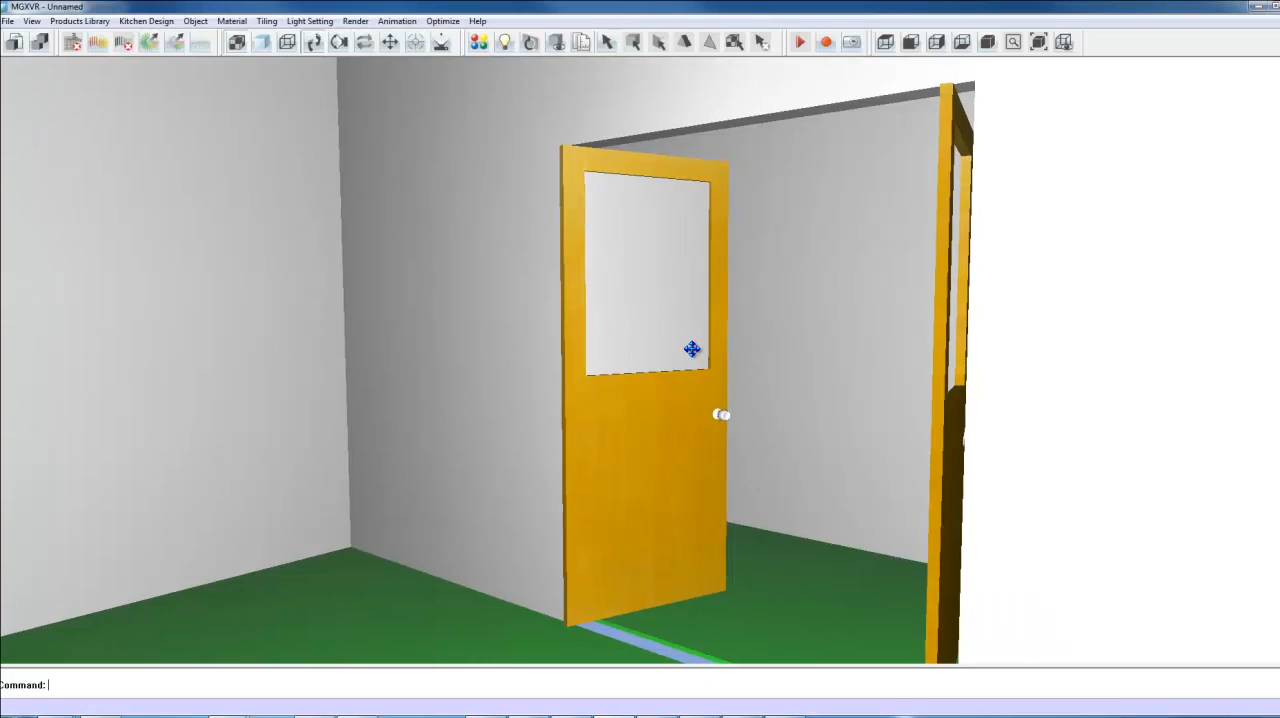 MGXVR - Unnamed
File View Products Library Kitchen Design Object Material Tiling Light Setting Render Animation Optimize Help
Command: